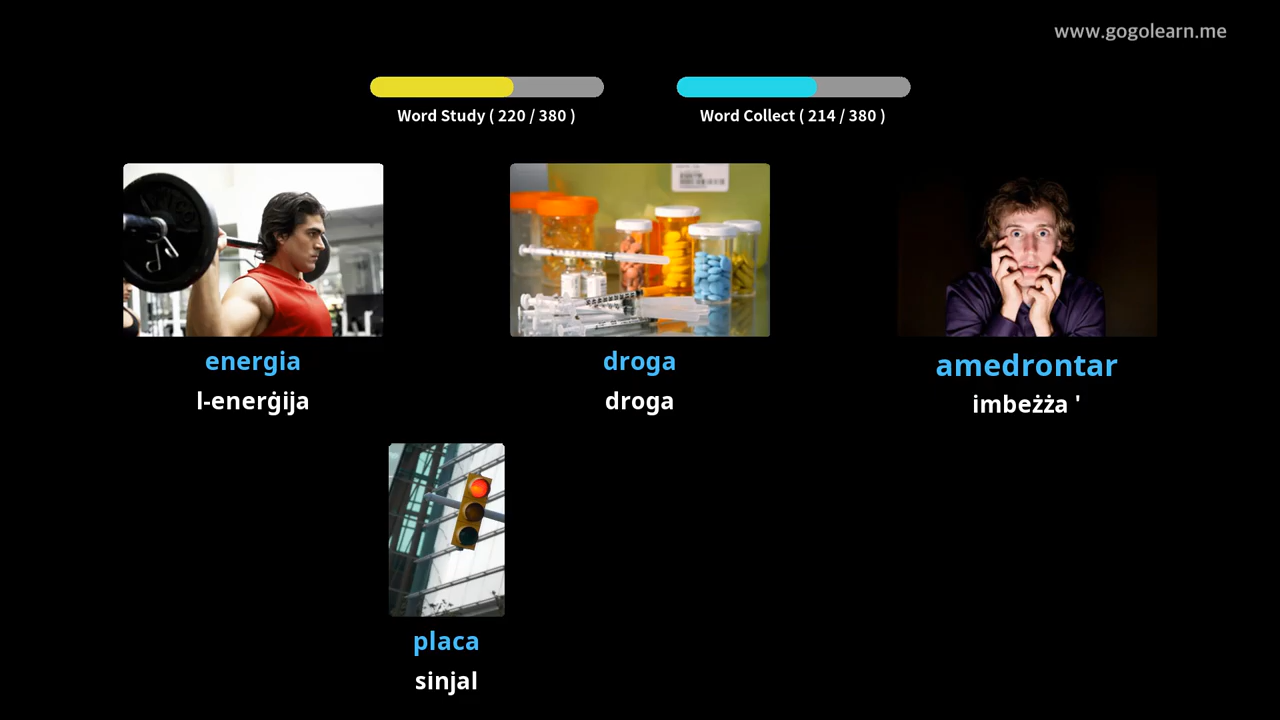 www.gogolearn.me
Word Study ( 220 / 380 )
Word Collect ( 214 / 380 )
energia
l-enerġija
droga
droga
amedrontar
imbeżża '
placa
sinjal